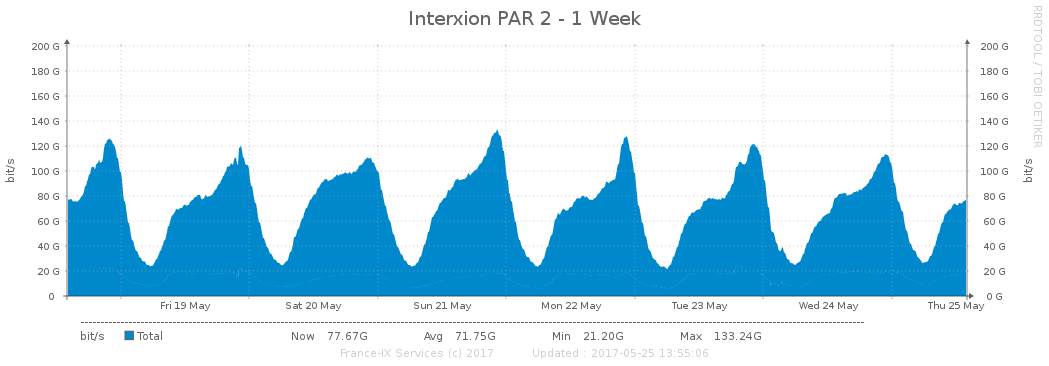 Interxion PAR 2 - 1 Week
RRDTOOL / TOBI OETIKER
bit/s
200 G
180 G
160 G
140 G
120 G
100 G
80 G
60 G
40 G
20 G
0
200 G
180 G
160 G
140 G
120 G
100 G
80 G
60 G
40 G
20 G
0 G
bit/s
Fri 19 May Sat 20 May Sun 21 May Mon 22 May Tue 23 May Wed 24 May Thu 25 May
bit/s Total Now 77.67G Avg 71.75G Min 21.20G Max 133.24G
France-IX Services (c) 2017 Updated : 2017-05-25 13:55:06